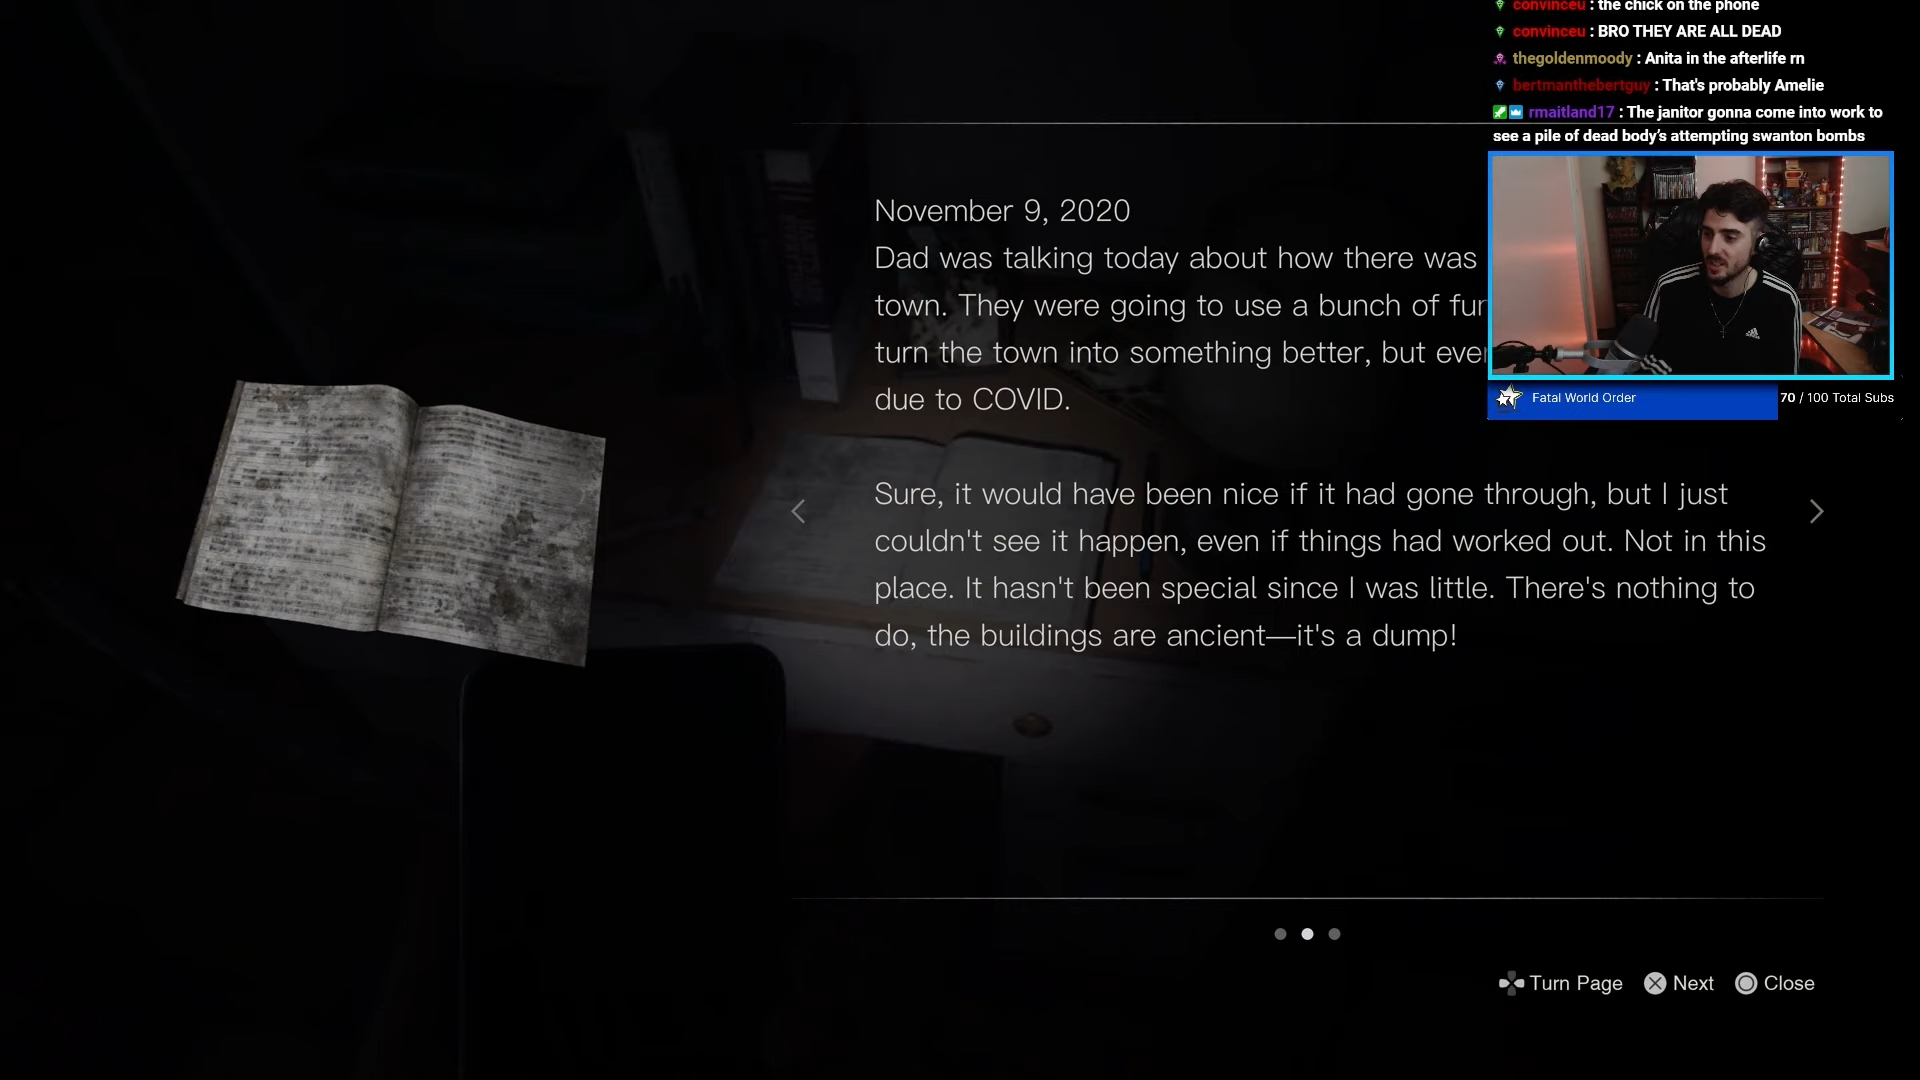 convinceu : the chick on the phone
convinceu : BRO THEY ARE ALL DEAD
thegoldenmoody : Anita in the afterlife rn
bertmanthebertguy : That's probably Amelie
rmaitland17 : The janitor gonna come into work to
see a pile of dead body's attempting swanton bombs
November 9, 2020
Dad was talking today about how there was
town. They were going to use a bunch of
turn the town into something better, but
due to COVID.
Fatal World Order
70 / 100 Total Subs
Sure, it would have been nice if it had gone through, but I just
couldn't see it happen, even if things had worked out. Not in this
place. It hasn't been special since I was little. There's nothing to
do, the buildings are ancient—it's a dump!
Turn Page
Next
Close